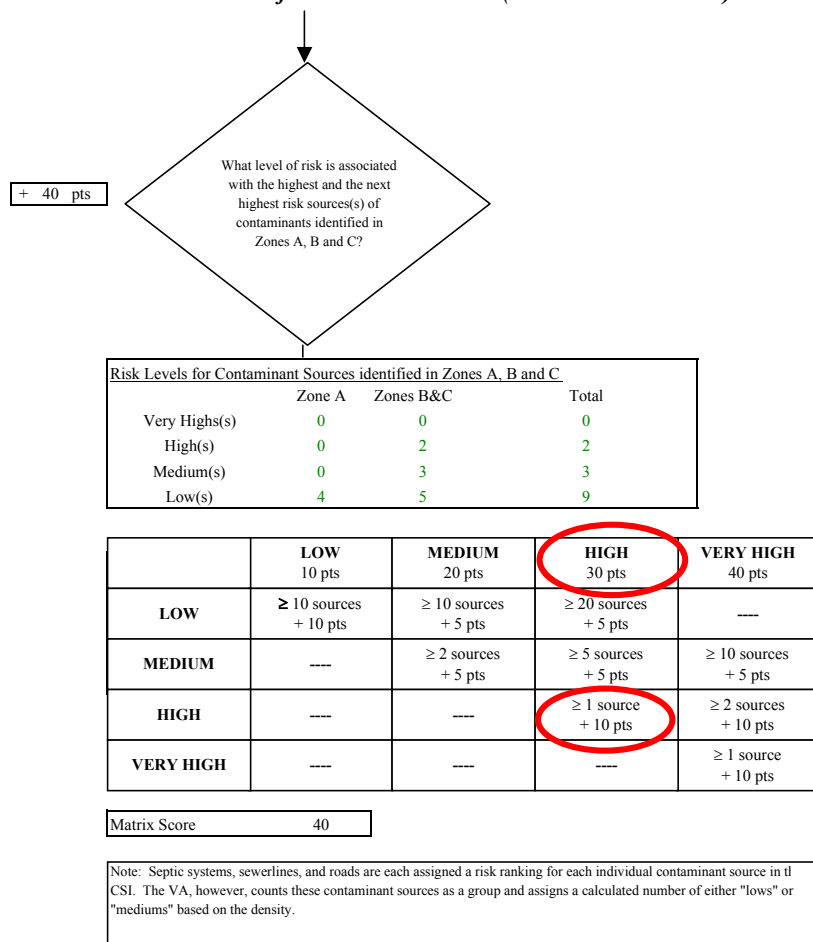 What level of risk is associated
with the highest and the next
highest risk sources(s) of
contaminants identified in
Zones A, B and C?
+ 40 pts
Risk Levels for Contaminant Sources identified in Zones A, B and C
Zone A Zones B&C Total
Very Highs(s) 0 0 0
High(s) 0 2 2
Medium(s) 0 3 3
Low(s) 4 5 9
LOW MEDIUM HIGH VERY HIGH
10 pts 20 pts 30 pts 40 pts
LOW ≥ 10 sources ≥ 10 sources ≥ 20 sources ----
+ 10 pts + 5 pts + 5 pts
MEDIUM ---- ≥ 2 sources ≥ 5 sources ≥ 10 sources
+ 5 pts + 5 pts + 5 pts
HIGH ---- ---- ≥ 1 source ≥ 2 sources
+ 10 pts + 10 pts
VERY HIGH ---- ---- ---- ≥ 1 source
+ 10 pts
Matrix Score 40
Note: Septic systems, sewerlines, and roads are each assigned a risk ranking for each individual contaminant source in
CSI. The VA, however, counts these contaminant sources as a group and assigns a calculated number of either "lows" or
"mediums" based on the density.